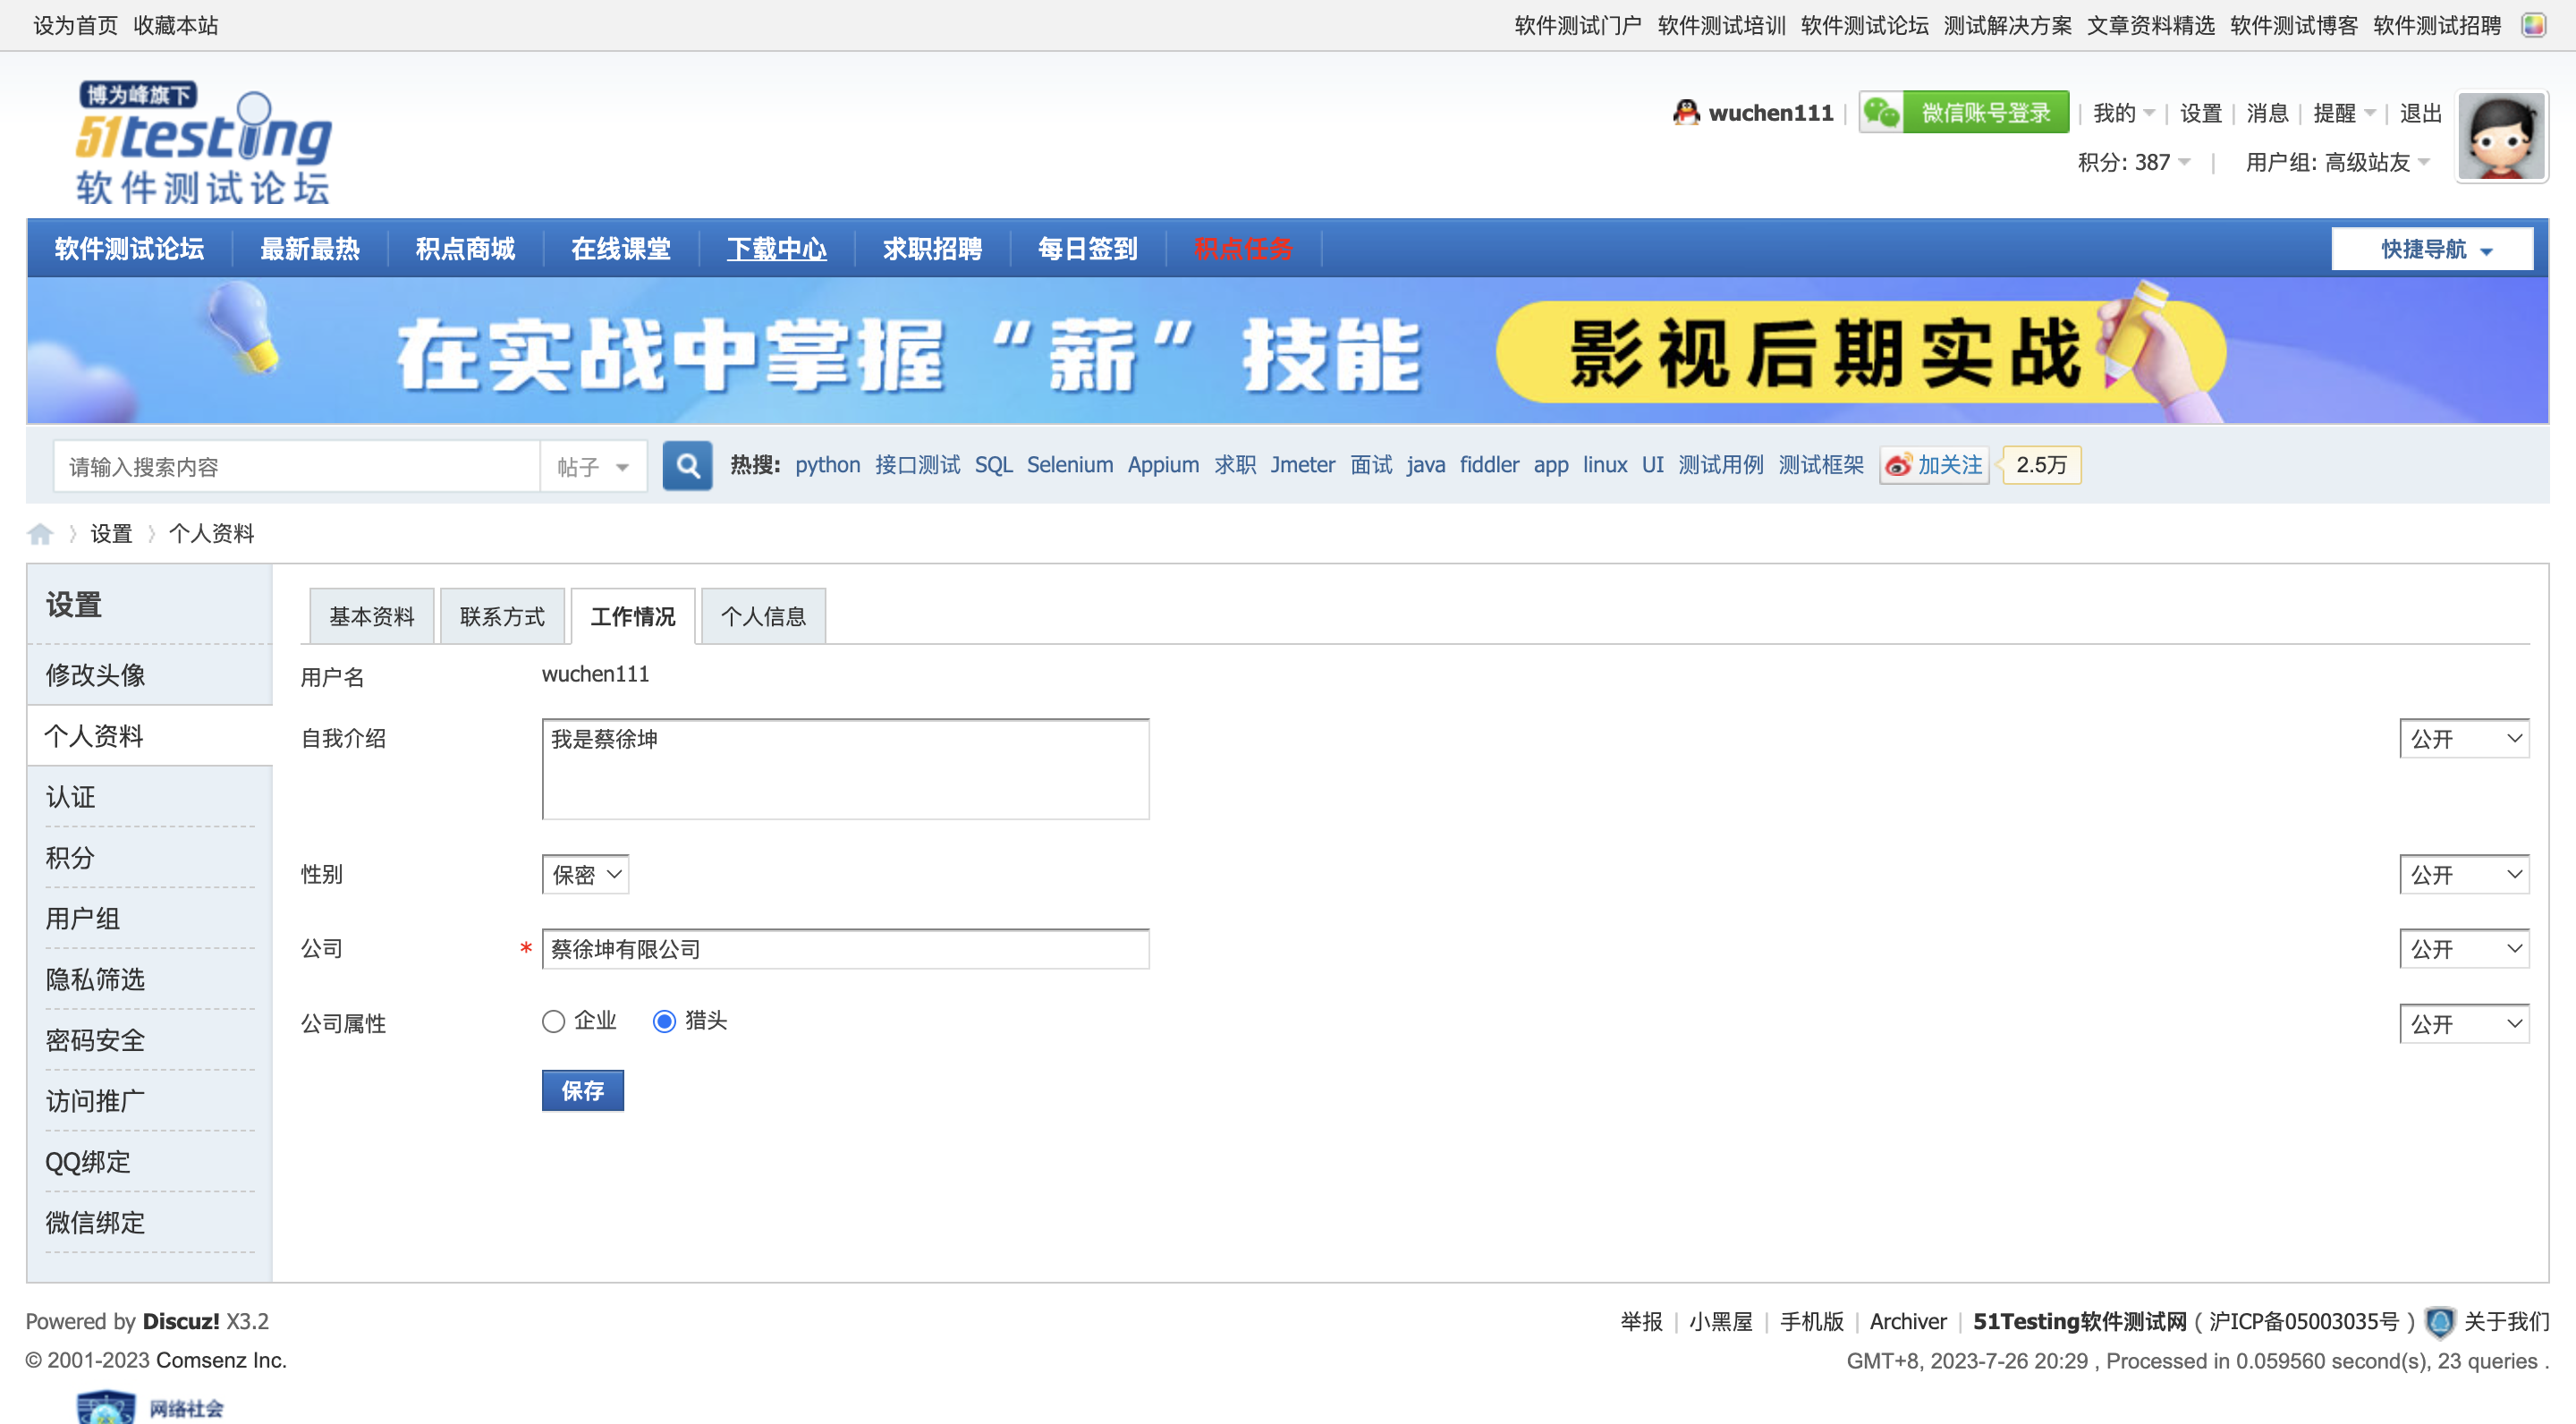 设为首页 收藏本站 软件测试门户 软件测试培训 软件测试论坛 测试解决方案 文章资料精选 软件测试博客 软件测试招聘
博为峰旗下
51testing
软件测试论坛
wuchen111 | 微信账号登录 | 我的 | 设置 | 消息 | 提醒 | 退出
积分: 387 | 用户组: 高级站友
软件测试论坛 最新最热 积点商城 在线课堂 下载中心 求职招聘 每日签到 积点任务 快捷导航
在实战中掌握“薪”技能 影视后期实战
请输入搜索内容 帖子 热搜: python 接口测试 SQL Selenium Appium 求职 Jmeter 面试 java fiddler app linux UI 测试用例 测试框架 加关注 2.5万
设置 个人资料
设置
修改头像
个人资料
认证
积分
用户组
隐私筛选
密码安全
访问推广
QQ绑定
微信绑定
基本资料 联系方式 工作情况 个人信息
用户名 wuchen111
自我介绍 我是蔡徐坤 公开
性别 保密 公开
公司 * 蔡徐坤有限公司 公开
公司属性 企业 猎头 公开
保存
Powered by Discuz! X3.2
© 2001-2023 Comsenz Inc.
举报 | 小黑屋 | 手机版 | Archiver | 51Testing软件测试网 ( 沪ICP备05003035号 ) 关于我们
GMT+8, 2023-7-26 20:29 , Processed in 0.059560 second(s), 23 queries .
网络社会